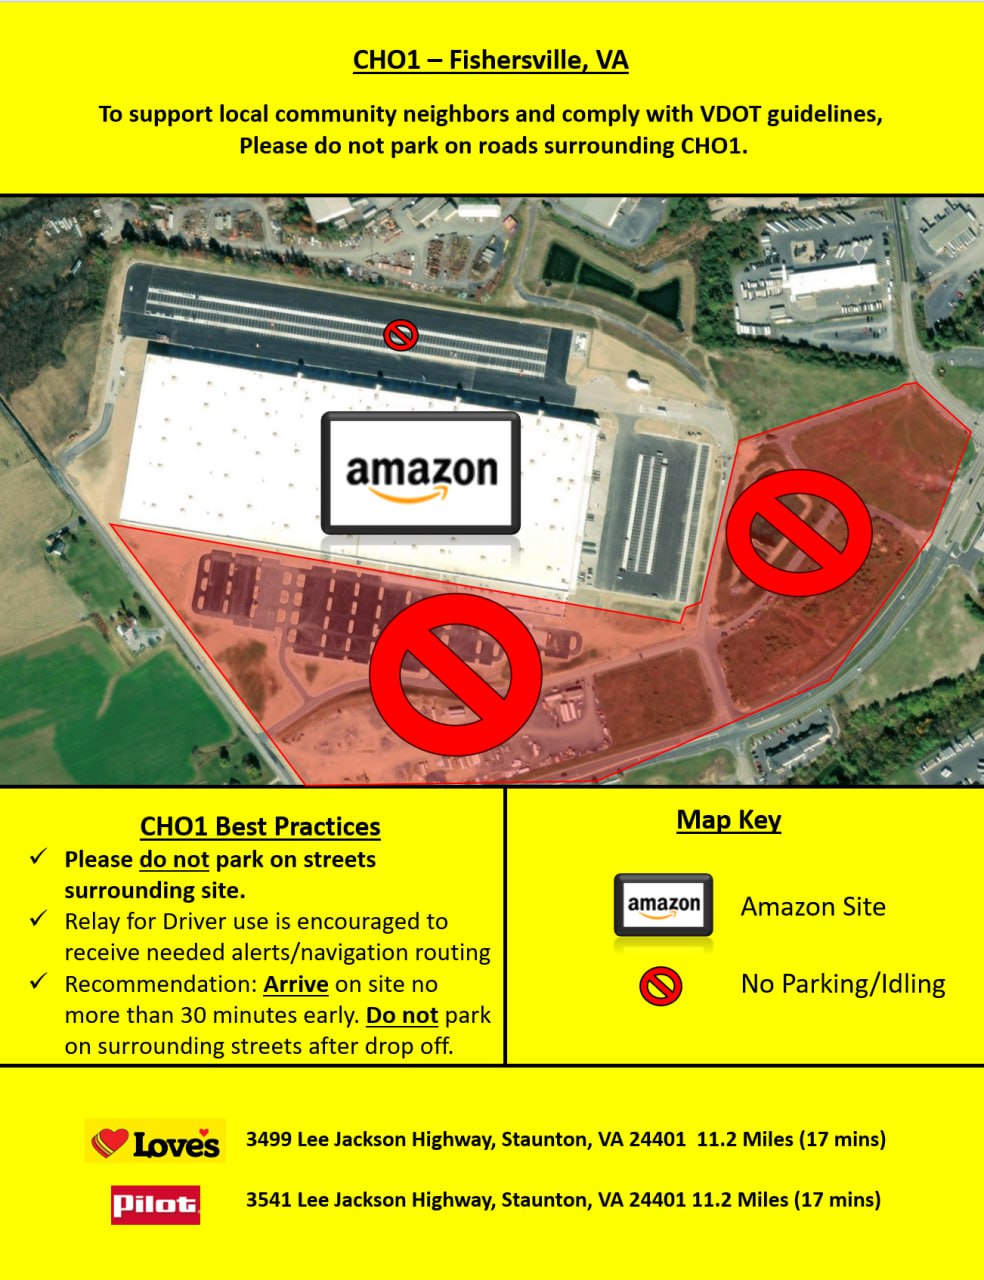 CHO1 – Fishersville, VA
To support local community neighbors and comply with VDOT guidelines,
Please do not park on roads surrounding CHO1.
amazon
CHO1 Best Practices
✓ Please do not park on streets
surrounding site.
✓ Relay for Driver use is encouraged to
receive needed alerts/navigation routing
✓ Recommendation: Arrive on site no
more than 30 minutes early. Do not park
on surrounding streets after drop off.
Map Key
amazon Amazon Site
No Parking/Idling
Love's 3499 Lee Jackson Highway, Staunton, VA 24401 11.2 Miles (17 mins)
Pilot 3541 Lee Jackson Highway, Staunton, VA 24401 11.2 Miles (17 mins)